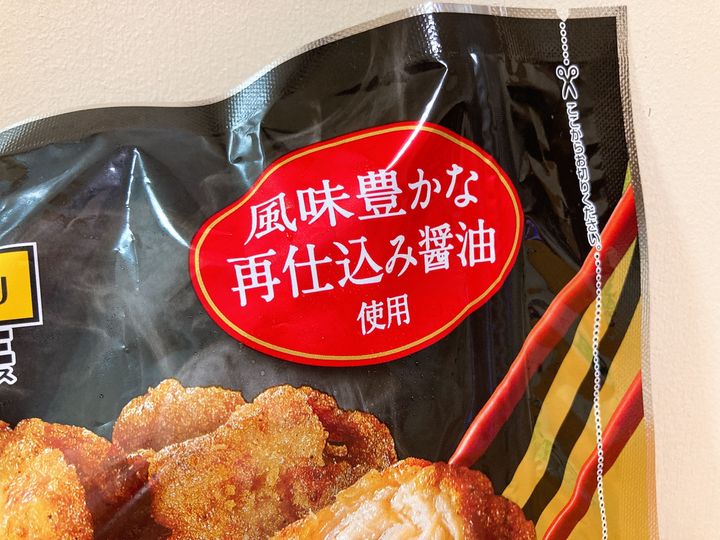 風味豊かな
再仕込み醤油
使用
ここからお切りください。
U
ス